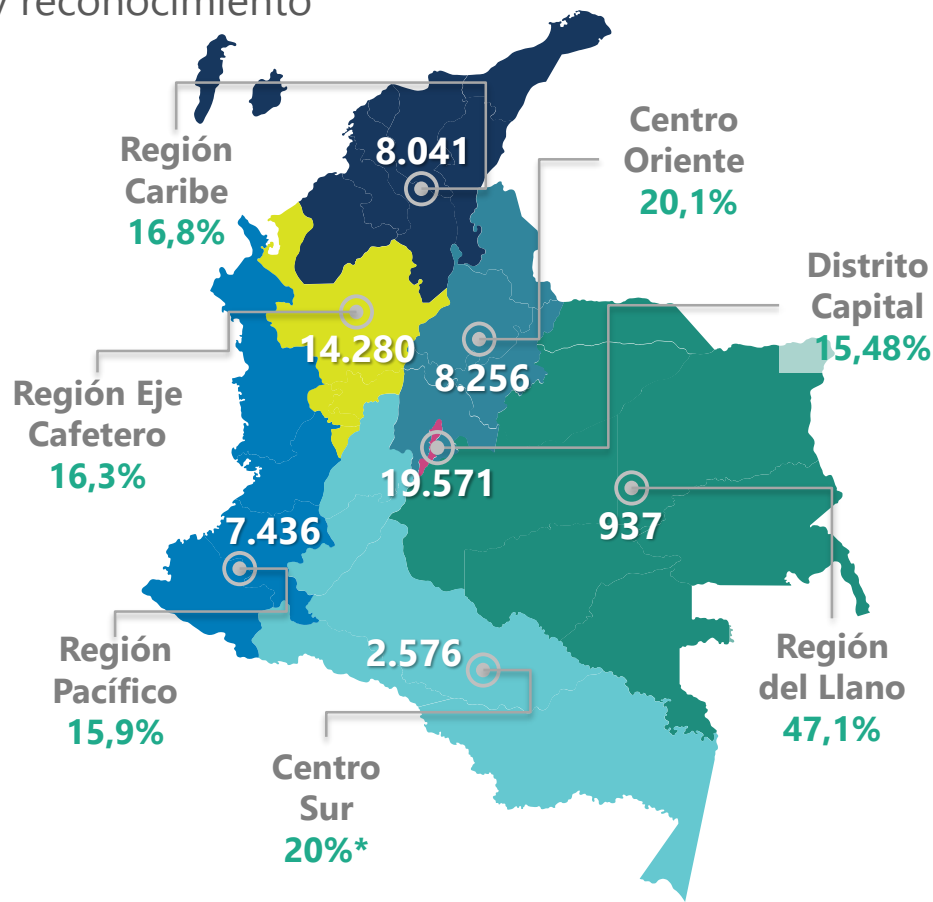 y reconocimiento
Región
Caribe
16,8%
8.041
Centro
Oriente
20,1%
Distrito
Capital
15,48%
14.280
8.256
Región Eje
Cafetero
16,3%
19.571
937
7.436
Región
Pacífico
15,9%
2.576
Región
del Llano
47,1%
Centro
Sur
20%*